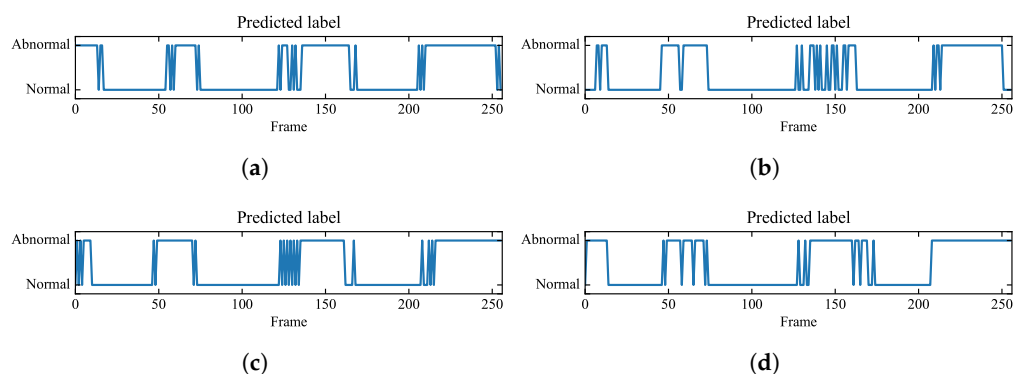 Predicted label
Abnormal
Normal
0 50 100 150 200 250
Frame
(a)
Predicted label
Abnormal
Normal
0 50 100 150 200 250
Frame
(b)
Predicted label
Abnormal
Normal
0 50 100 150 200 250
Frame
(c)
Predicted label
Abnormal
Normal
0 50 100 150 200 250
Frame
(d)